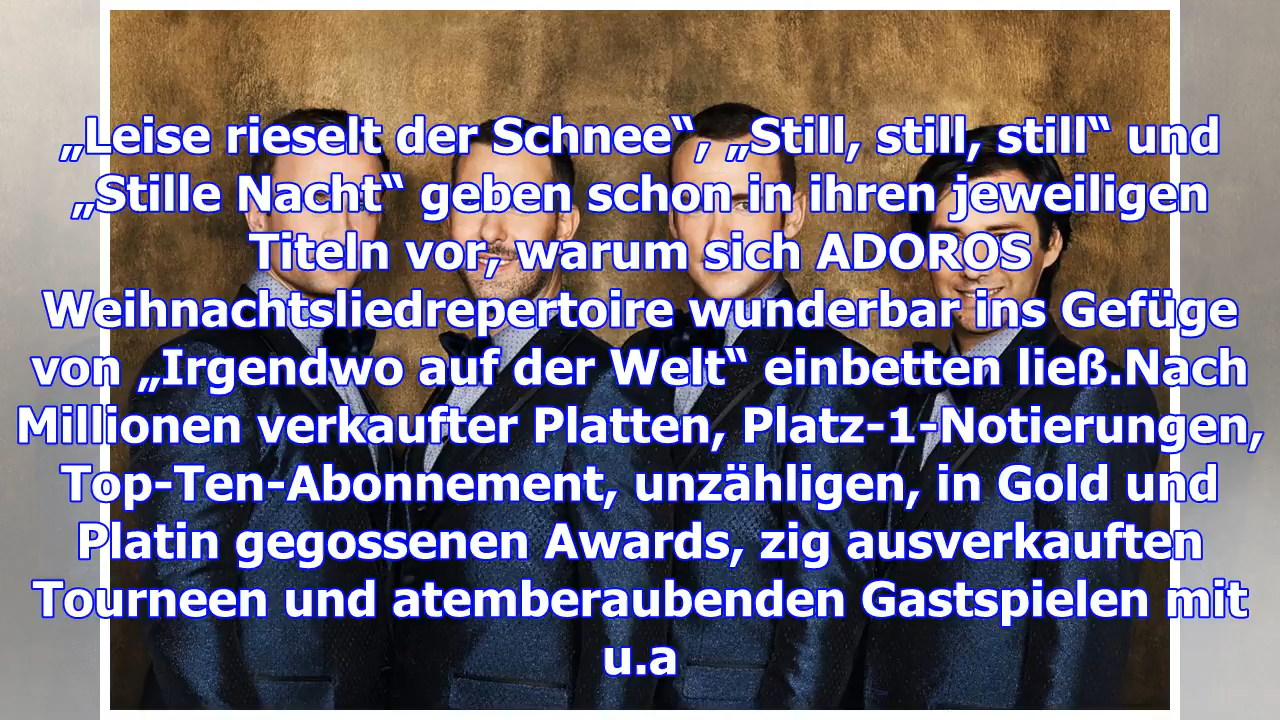 „Leise rieselt der Schnee“, „Still, still, still“ und
„Stille Nacht“ geben schon in ihren jeweiligen
Titeln vor, warum sich ADOROS
Weihnachtsliedrepertoire wunderbar ins Gefüge
von „Irgendwo auf der Welt“ einbetten ließ.Nach
Millionen verkaufter Platten, Platz-1-Notierungen,
Top-Ten-Abonnement, unzähligen, in Gold und
Platin gegossenen Awards, zig ausverkauften
Tourneen und atemberaubenden Gastspielen mit
u.a